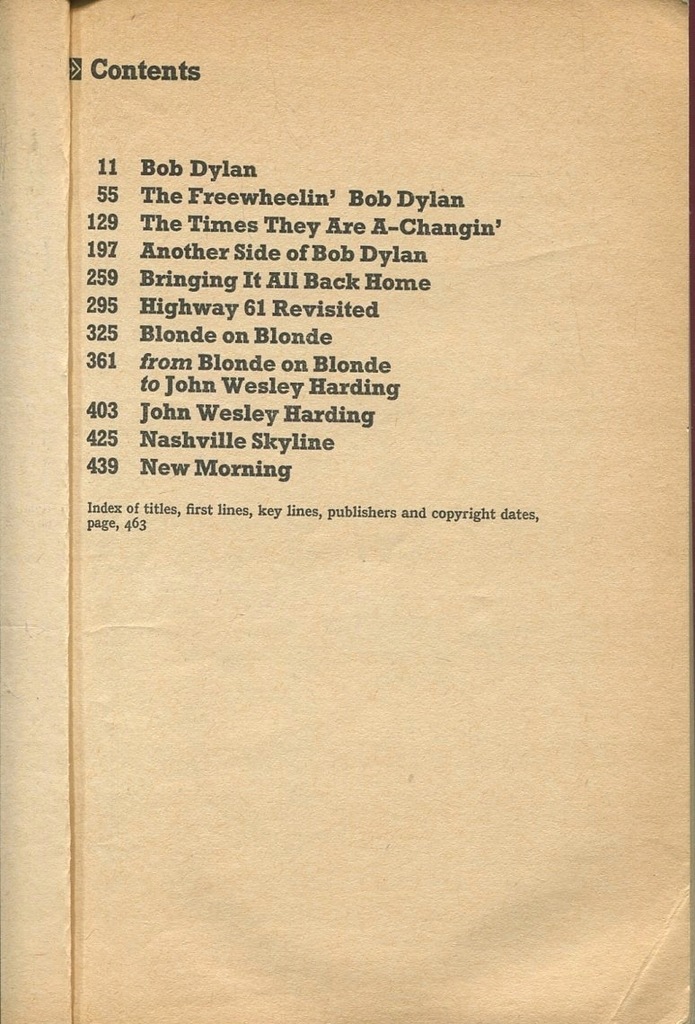 Contents
11 Bob Dylan
55 The Freewheelin' Bob Dylan
129 The Times They Are A-Changin'
197 Another Side of Bob Dylan
259 Bringing It All Back Home
295 Highway 61 Revisited
325 Blonde on Blonde
361 from Blonde on Blonde
to John Wesley Harding
403 John Wesley Harding
425 Nashville Skyline
439 New Morning
Index of titles, first lines, key lines, publishers and copyright dates,
page, 463